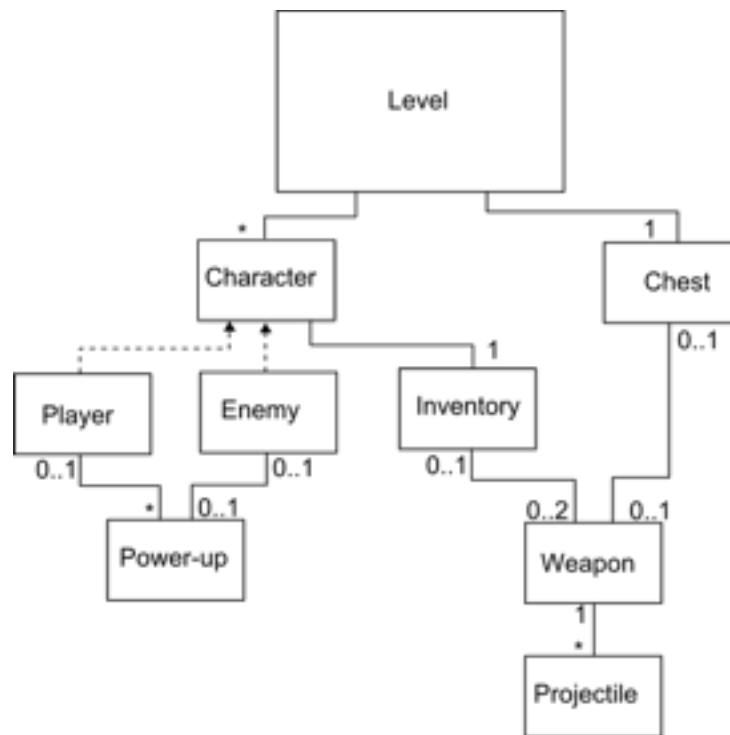 Level
* 1
Character Chest
1 0..1
Player Enemy Inventory
0..1 0..1 0..1
* 0..1 0..2 0..1
Power-up Weapon
1
*
Projectile